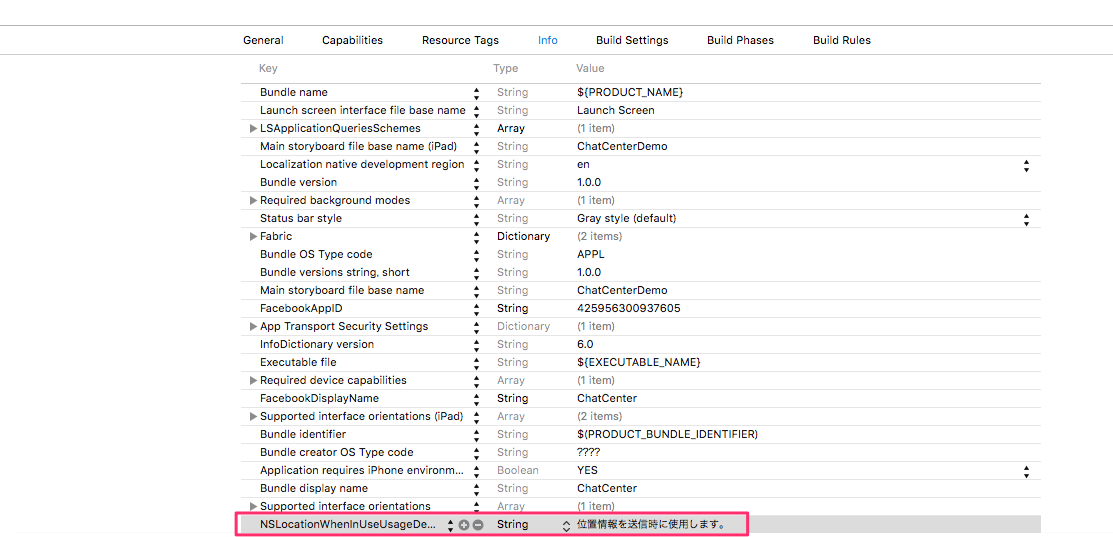 General Capabilities Resource Tags Info Build Settings Build Phases Build Rules
Key Type Value
Bundle name String ${PRODUCT_NAME}
Launch screen interface file base name String Launch Screen
LSApplicationQueriesSchemes Array (1 item)
Main storyboard file base name (iPad) String ChatCenterDemo
Localization native development region String en
Bundle version String 1.0.0
Required background modes Array (1 item)
Status bar style String Gray style (default)
Fabric Dictionary (2 items)
Bundle OS Type code String APPL
Bundle versions string, short String 1.0.0
Main storyboard file base name String ChatCenterDemo
FacebookAppID String 425956300937605
App Transport Security Settings Dictionary (1 item)
InfoDictionary version String 6.0
Executable file String ${EXECUTABLE_NAME}
Required device capabilities Array (1 item)
FacebookDisplayName String ChatCenter
Supported interface orientations (iPad) Array (2 items)
Bundle identifier String $(PRODUCT_BUNDLE_IDENTIFIER)
Bundle creator OS Type code String ????
Application requires iPhone environm... Boolean YES
Bundle display name String ChatCenter
Supported interface orientations Array (1 item)
NSLocationWhenInUseUsageDe... String 位置情報を送信時に使用します。